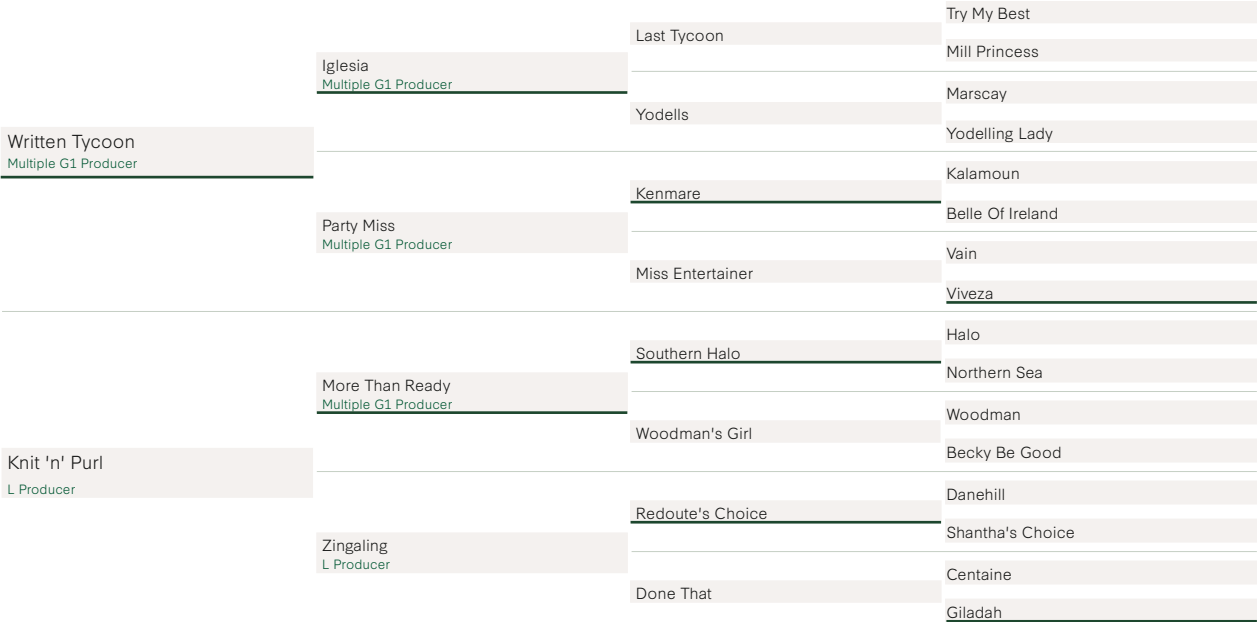 Try My Best
Last Tycoon
Mill Princess
Iglesia
Multiple G1 Producer
Marscay
Yodells
Yodelling Lady
Written Tycoon
Multiple G1 Producer
Kalamoun
Kenmare
Belle Of Ireland
Party Miss
Multiple G1 Producer
Vain
Miss Entertainer
Viveza
Halo
Southern Halo
Northern Sea
More Than Ready
Multiple G1 Producer
Woodman
Woodman's Girl
Becky Be Good
Knit 'n' Purl
L Producer
Danehill
Redoute's Choice
Shantha's Choice
Zingaling
L Producer
Centaine
Done That
Giladah